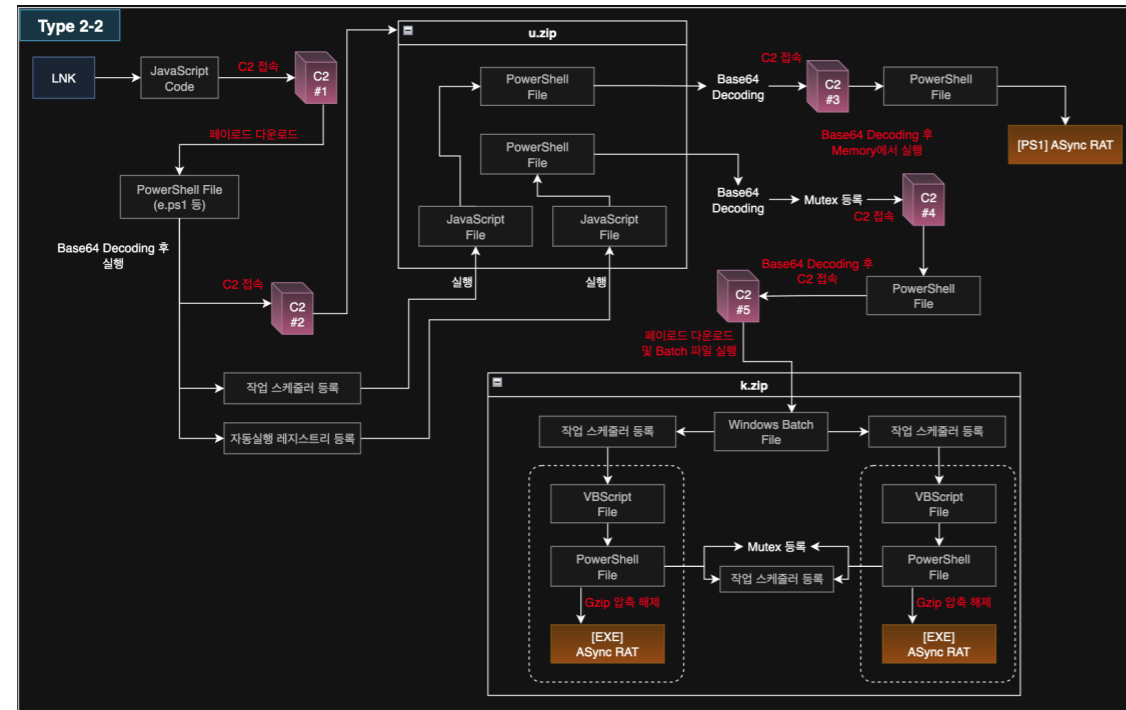 Type 2-2
LNK
JavaScript
Code
C2 접속
C2
#1
페이로드 다운로드
PowerShell File
(e.ps1 등)
Base64 Decoding 후
실행
C2 접속
C2
#2
작업 스케줄러 등록
자동실행 레지스트리 등록
실행
실행
u.zip
PowerShell
File
PowerShell
File
JavaScript
File
JavaScript
File
Base64
Decoding
C2 접속
C2
#3
PowerShell
File
Base64 Decoding 후
Memory에서 실행
[PS1] ASync RAT
Base64
Decoding
Mutex 등록
C2 접속
C2
#4
PowerShell
File
Base64 Decoding 후
C2 접속
C2
#5
페이로드 다운로드
및 Batch 파일 실행
k.zip
작업 스케줄러 등록
Windows Batch
File
작업 스케줄러 등록
VBScript
File
PowerShell
File
Gzip 압축 해제
[EXE]
ASync RAT
Mutex 등록
작업 스케줄러 등록
VBScript
File
PowerShell
File
Gzip 압축 해제
[EXE]
ASync RAT